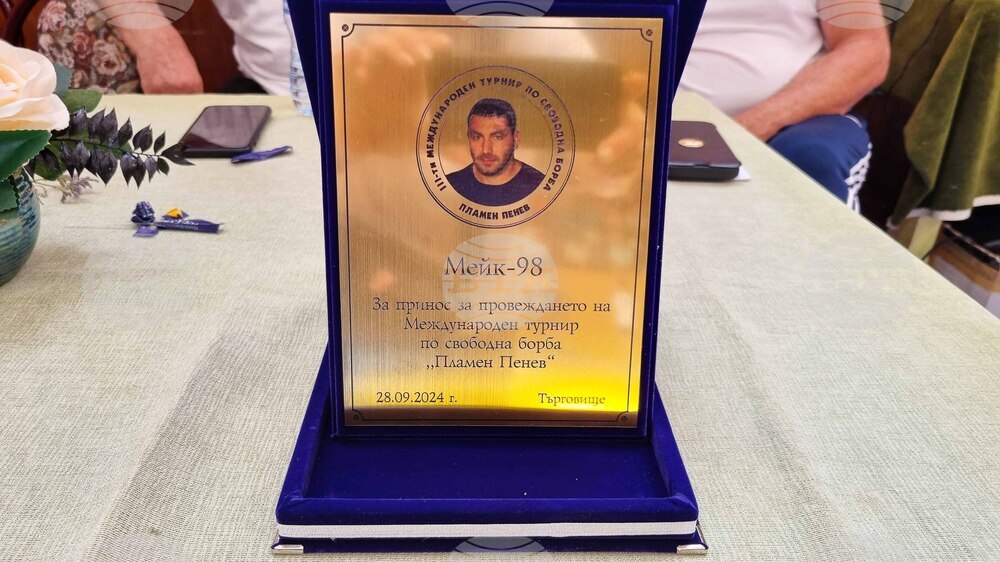 III-ТИ МЕЖДУНАРОДЕН ТУРНИР ПО СВОБОДНА БОРБА
ПЛАМЕН ПЕНЕВ
Мейк-98
За принос за провеждането на
Международен турнир
по свободна борба
,,Пламен Пенев“
28.09.2024 г.
Търговище